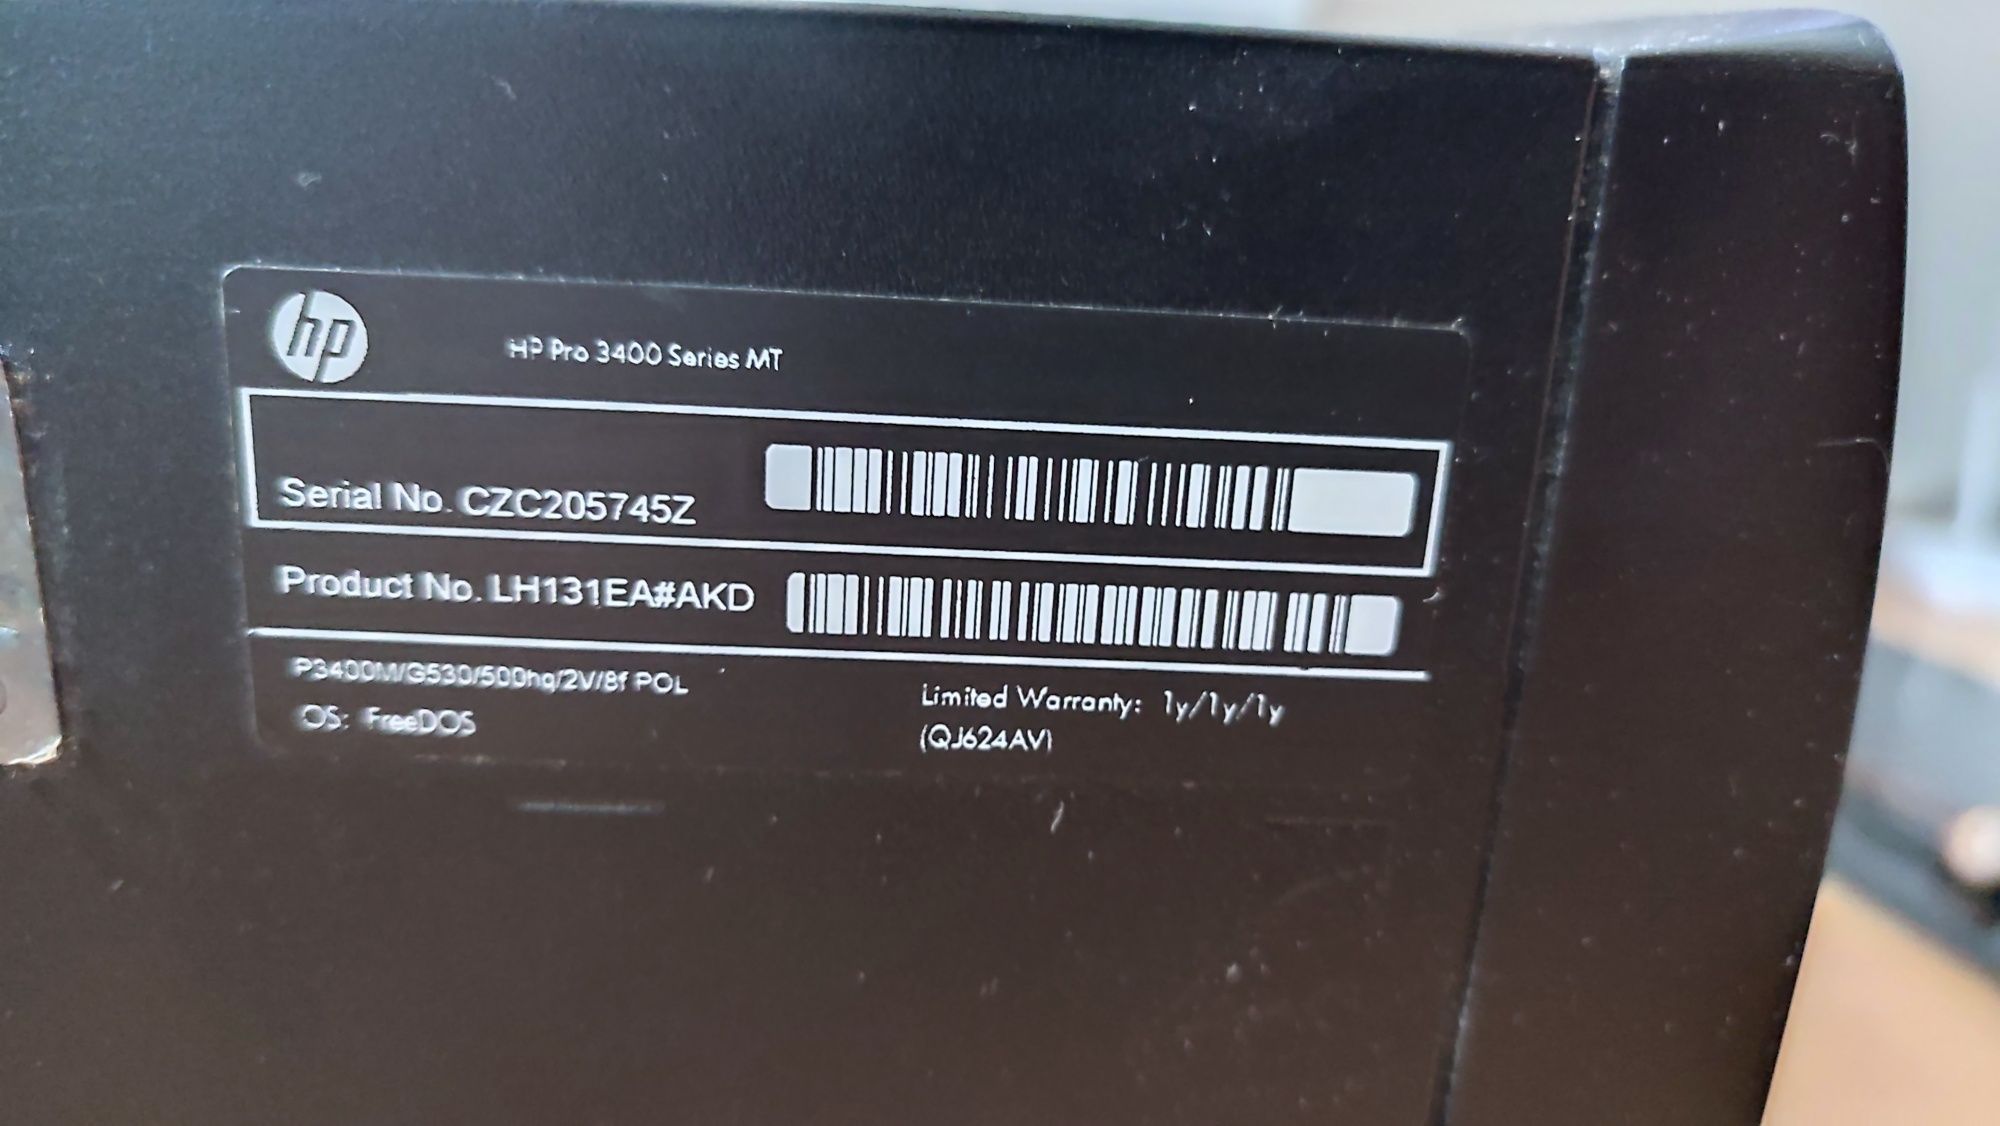 hp
HP Pro 3400 Series MT
Serial No. CZC205745Z
Product No. LH131EA#AKD
P3400M/G530/500hq/2V/8f POL
OS: FreeDOS
Limited Warranty: 1y/1y/1y
(QJ624AV)